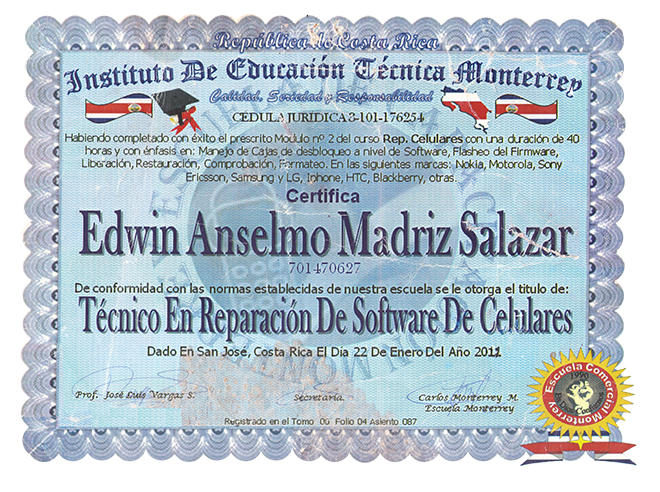 República de Costa Rica
Instituto De Educación Técnica Monterrey
Calidad, Seriedad y Responsabilidad
CEDULA JURIDICA 3-101-176254
Habiendo completado con éxito el prescrito Modulo nº 2 del curso Rep. Celulares con una duración de 40
horas y con énfasis en: Manejo de Cajas de desbloqueo a nivel de Software, Flasheo del Firmware,
Liberación, Restauración, Comprobación, Formateo. En las siguientes marcas: Nokia, Motorola, Sony
Ericsson, Samsung y LG, Iphone, HTC, Blackberry, otras.
Certifica
Edwin Anselmo Madriz Salazar
701470627
De conformidad con las normas establecidas de nuestra escuela se le otorga el titulo de:
Técnico En Reparación De Software De Celulares
Dado En San José, Costa Rica El Día 22 De Enero Del Año 2011
Prof. José Luis Vargas S.
Secretaria.
Carlos Monterrey M.
Escuela Monterrey
Registrado en el Tomo 06 Folio 04 Asiento 087
Escuela Comercial
Monterrey
1990